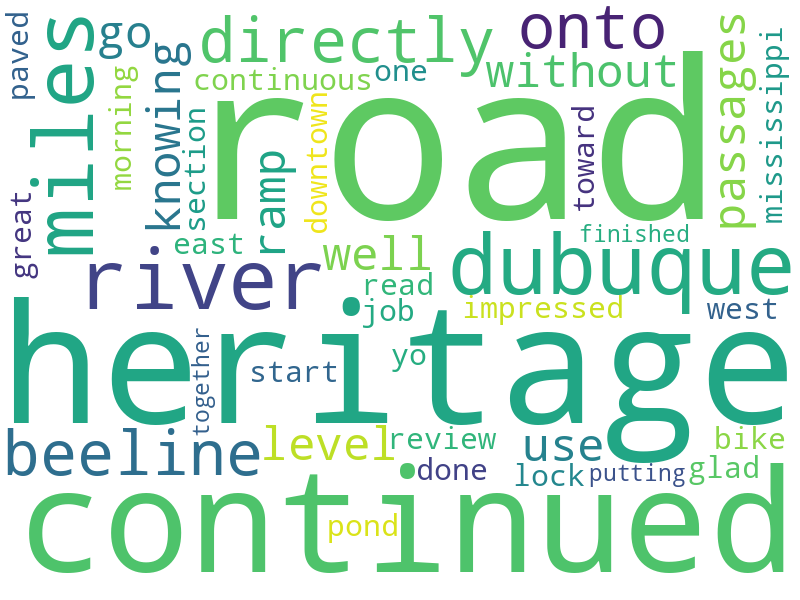 paved
miles
go
morning
knowing
directly
continuous
one
onto
without
passages
mississippi
road
section
ramp
downtown
toward
great
east
well
finished
river
read
job
dubuque
impressed
west
heritage
together
start
yo
beeline
level
review
done
use
lock
putting
glad
bike
continued
pond